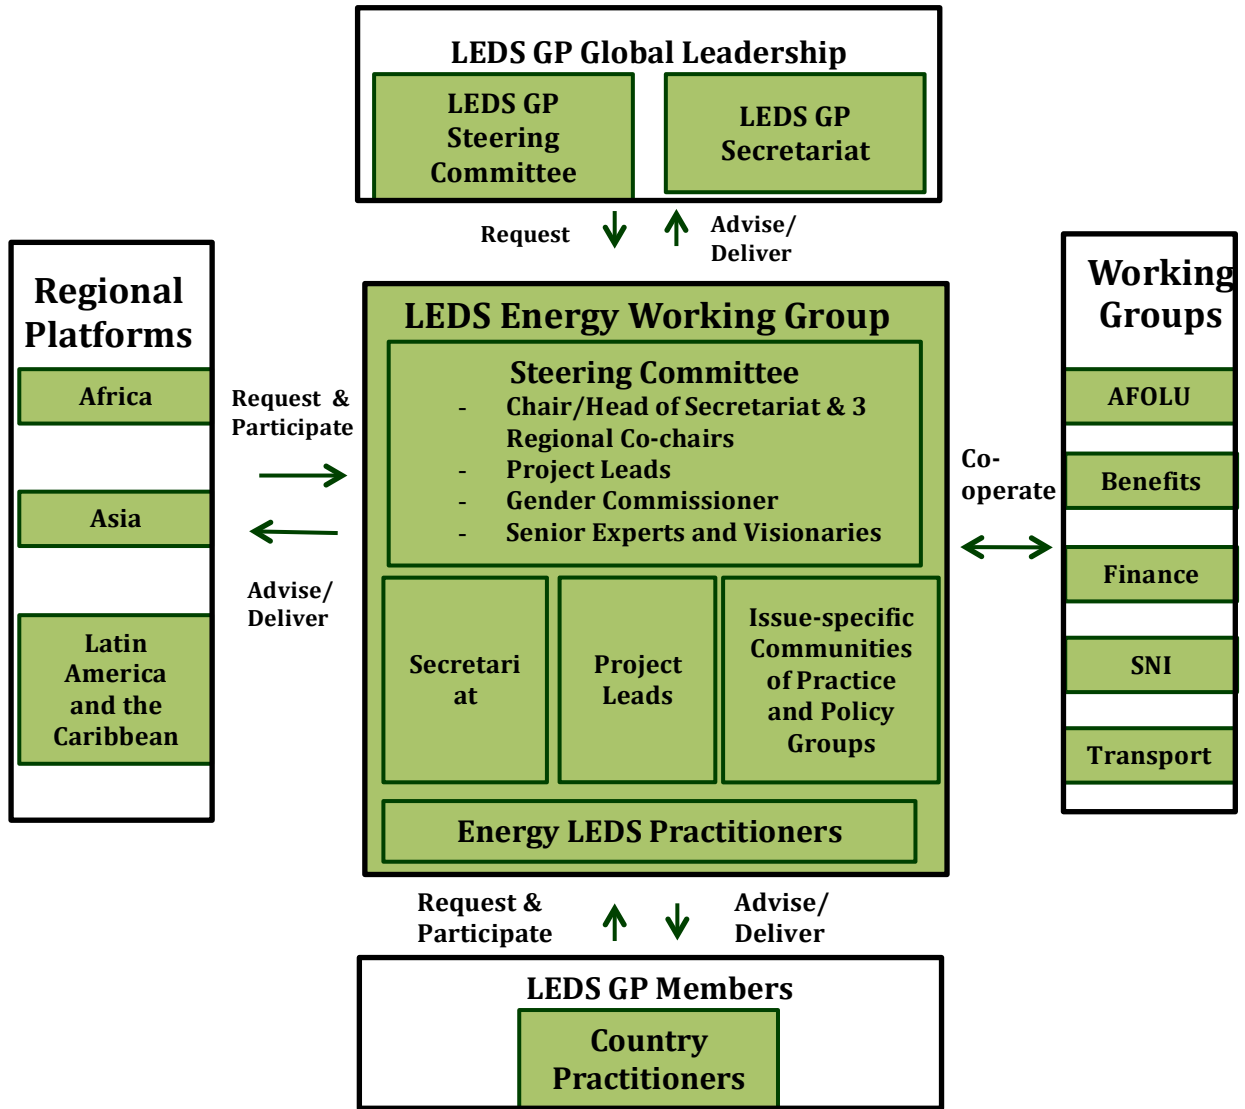 LEDS GP Global Leadership
LEDS GP
Steering
Committee
LEDS GP
Secretariat
Request
Advise/
Deliver
Regional
Platforms
Africa
Asia
Latin
America
and the
Caribbean
Request &
Participate
Advise/
Deliver
LEDS Energy Working Group
Steering Committee
- Chair/Head of Secretariat & 3
Regional Co-chairs
- Project Leads
- Gender Commissioner
- Senior Experts and Visionaries
Secretari
at
Project
Leads
Issue-specific
Communities
of Practice
and Policy
Groups
Energy LEDS Practitioners
Co-
operate
Working
Groups
AFOLU
Benefits
Finance
SNI
Transport
Request &
Participate
Advise/
Deliver
LEDS GP Members
Country
Practitioners